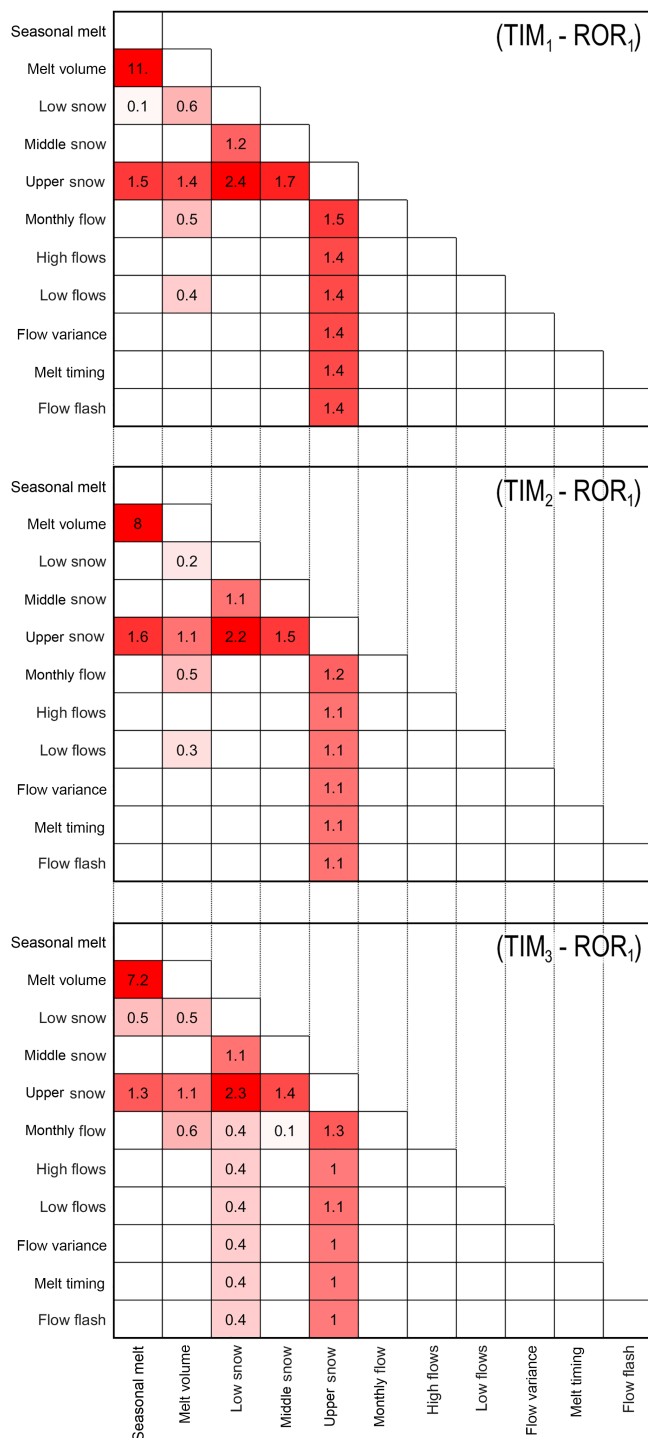 (TIM1 - ROR1)
Seasonal melt
Melt volume 11.
Low snow 0.1 0.6
Middle snow 1.2
Upper snow 1.5 1.4 2.4 1.7
Monthly flow 0.5 1.5
High flows 1.4
Low flows 0.4 1.4
Flow variance 1.4
Melt timing 1.4
Flow flash 1.4
(TIM2 - ROR1)
Seasonal melt
Melt volume 8
Low snow 0.2
Middle snow 1.1
Upper snow 1.6 1.1 2.2 1.5
Monthly flow 0.5 1.2
High flows 1.1
Low flows 0.3 1.1
Flow variance 1.1
Melt timing 1.1
Flow flash 1.1
(TIM3 - ROR1)
Seasonal melt
Melt volume 7.2
Low snow 0.5 0.5
Middle snow 1.1
Upper snow 1.3 1.1 2.3 1.4
Monthly flow 0.6 0.4 0.1 1.3
High flows 0.4 1
Low flows 0.4 1.1
Flow variance 0.4 1
Melt timing 0.4 1
Flow flash 0.4 1
Seasonal melt
Melt volume
Low snow
Middle snow
Upper snow
Monthly flow
High flows
Low flows
Flow variance
Melt timing
Flow flash